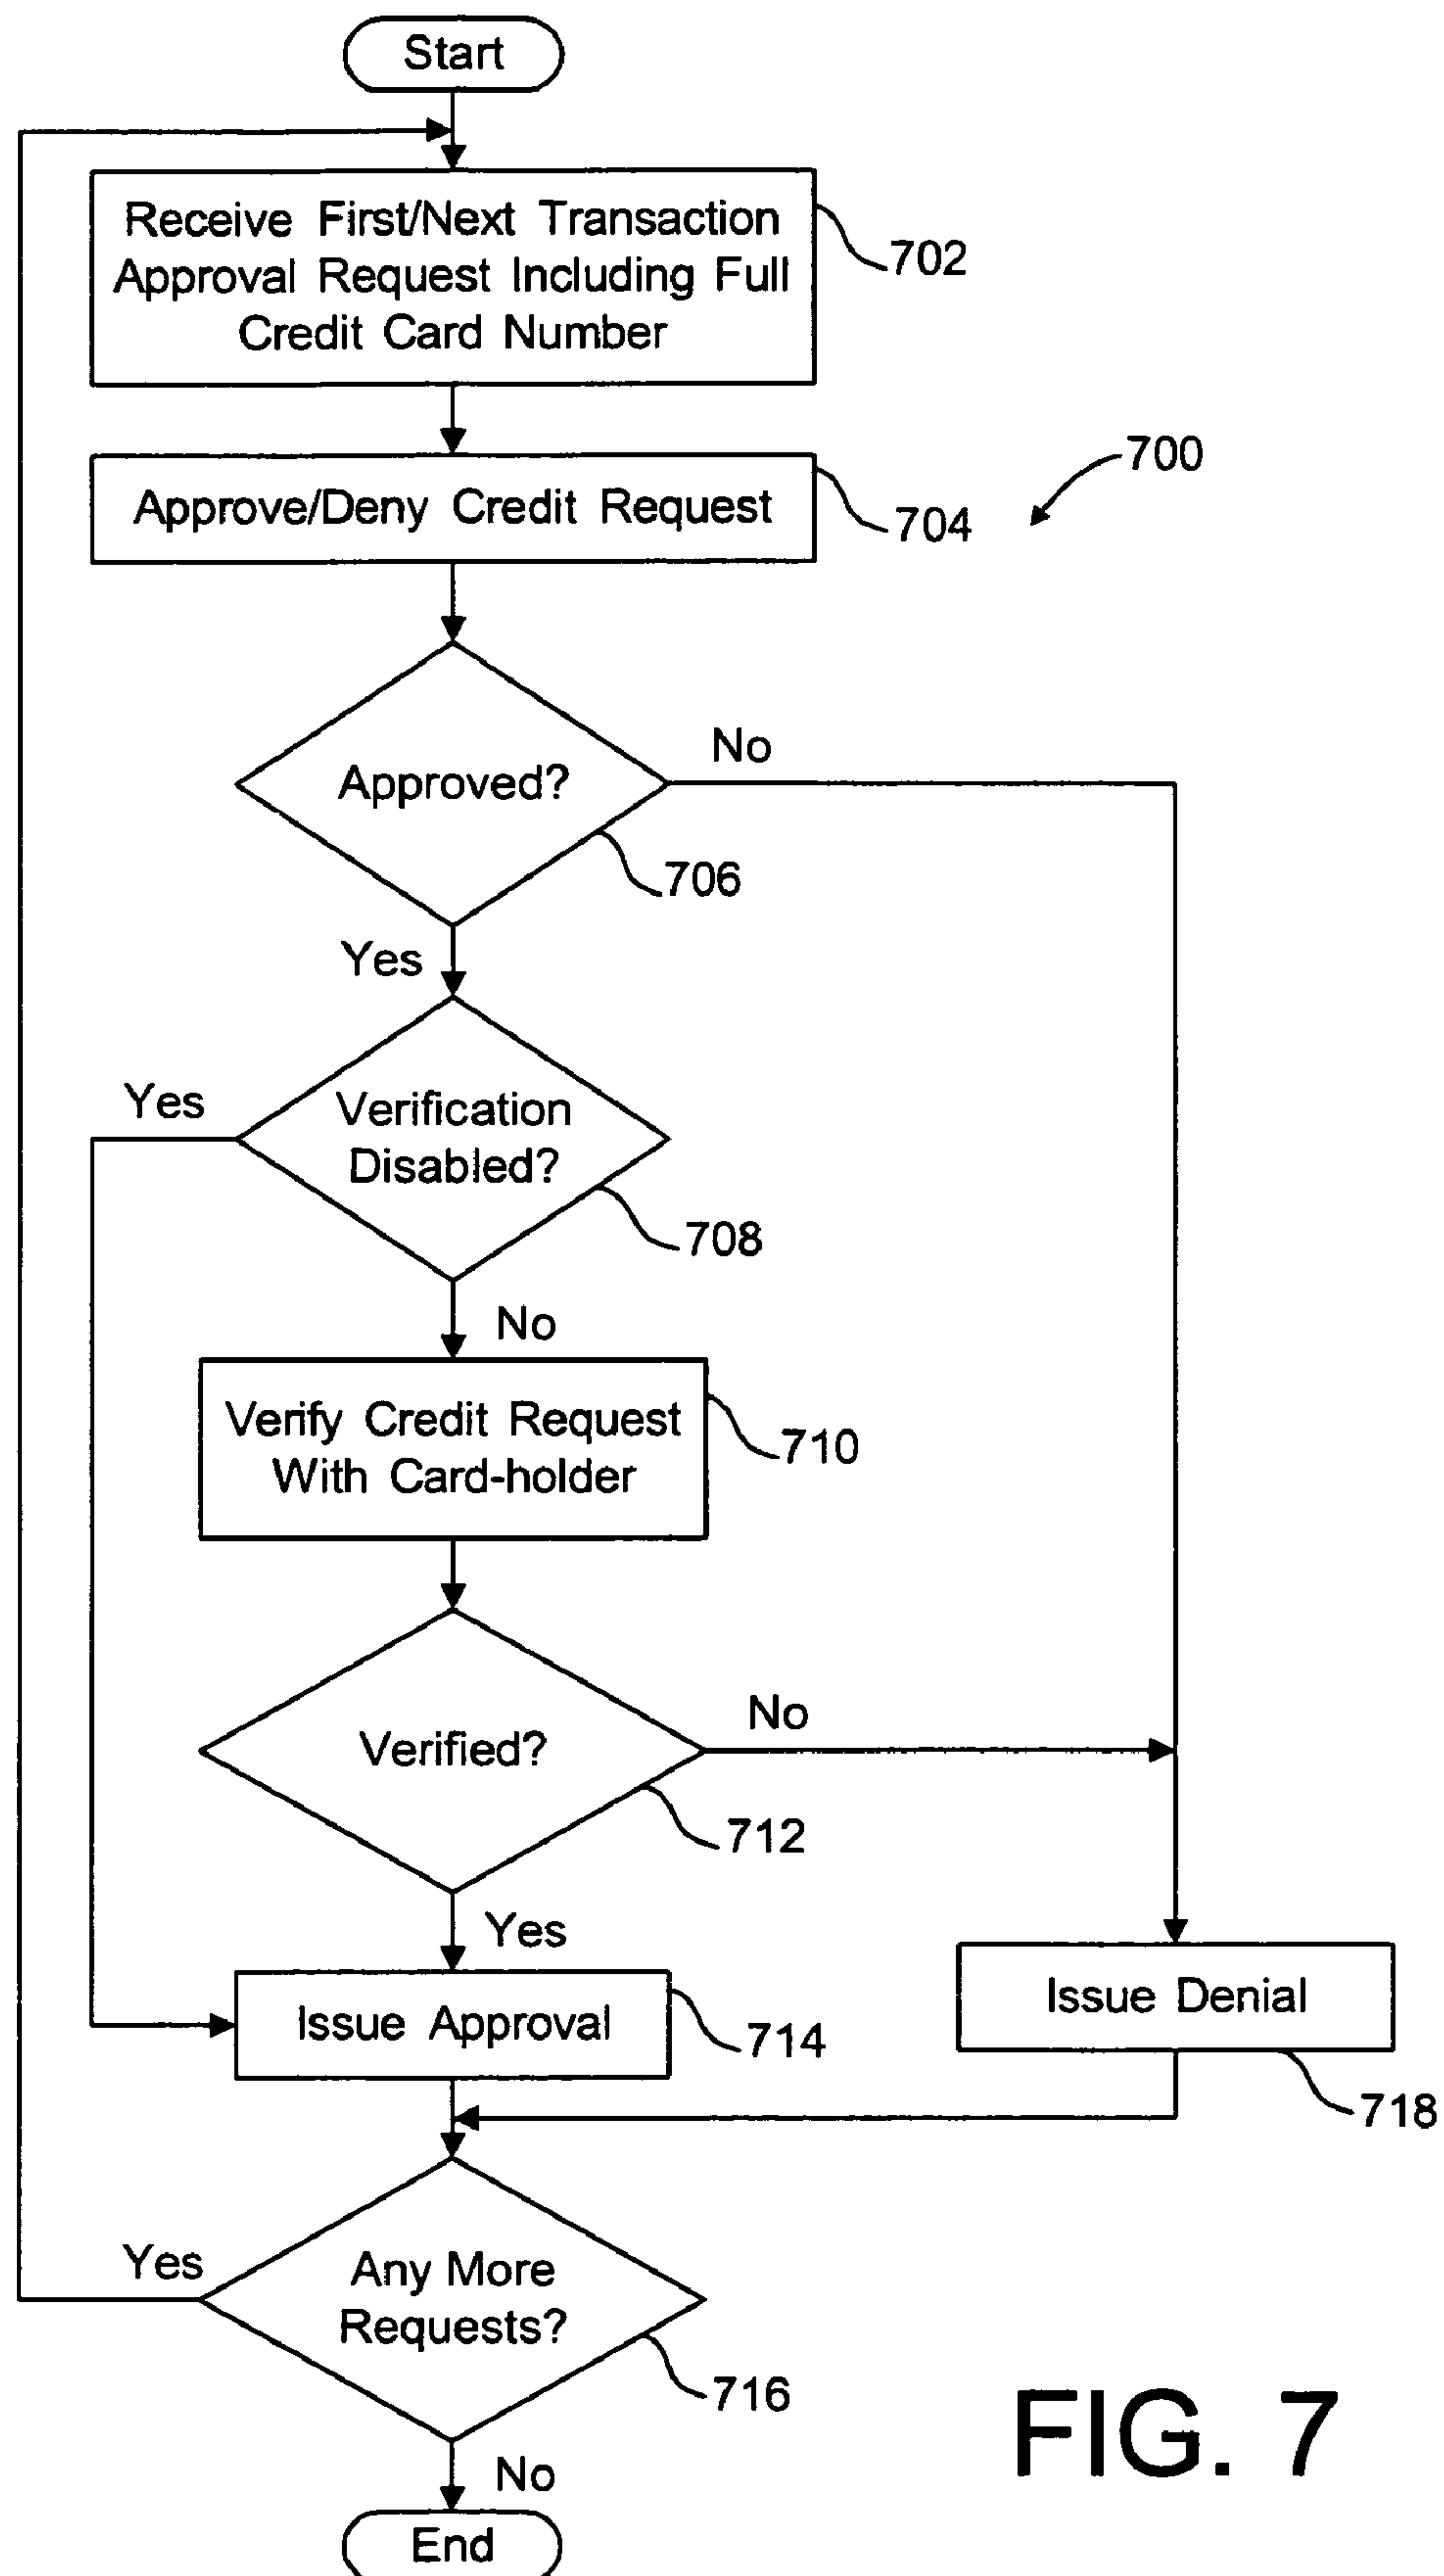 Start
Receive First/Next Transaction
Approval Request Including Full
Credit Card Number
702
700
Approve/Deny Credit Request
704
No
Approved?
706
Yes
Yes
Verification
Disabled?
708
No
Verify Credit Request
With Card-holder
710
No
Verified?
712
Yes
Issue Denial
Issue Approval
714
718
Yes
Any More
Requests?
716
FIG. 7
No
End